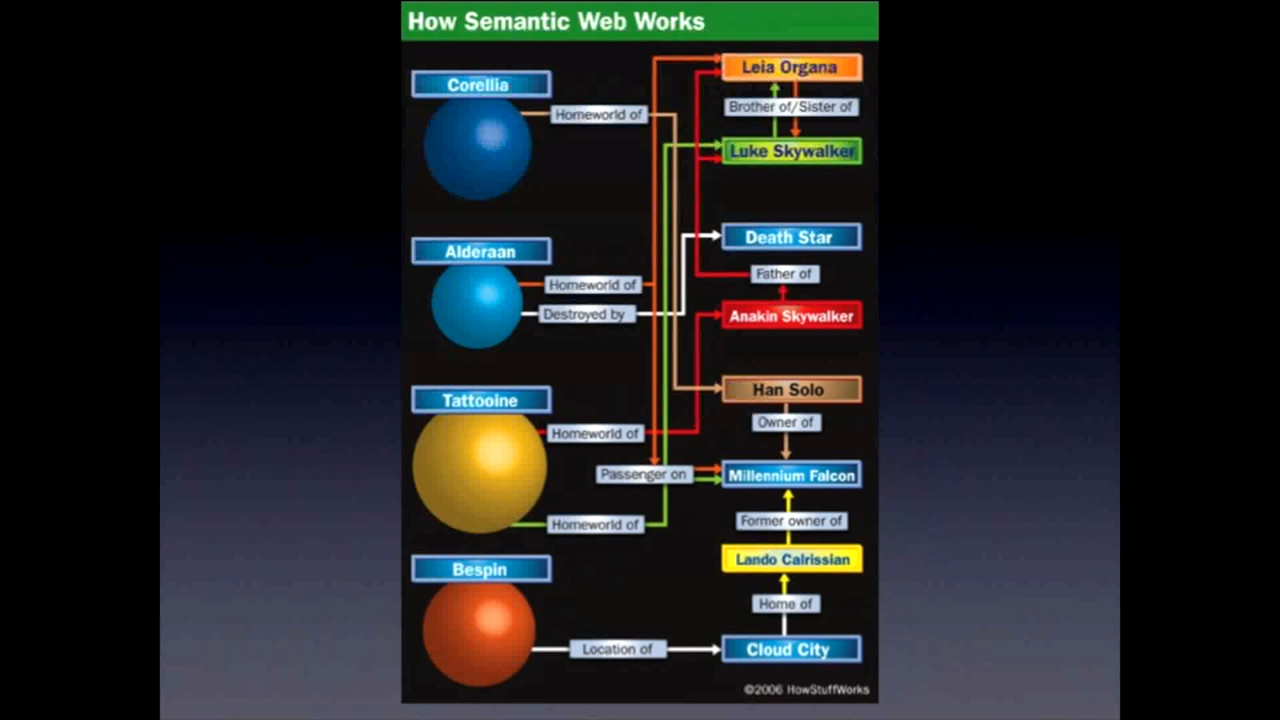 How Semantic Web Works
Leia Organa
Corellia
Homeworld of
Brother of/Sister of
Luke Skywalker
Death Star
Alderaan
Father of
Homeworld of
Destroyed by
Anakin Skywalker
Han Solo
Tattooine
Owner of
Homeworld of
Passenger on
Millennium Falcon
Former owner of
Homeworld of
Lando Calrissian
Bespin
Home of
Location of
Cloud City
©2006 HowStuffWorks